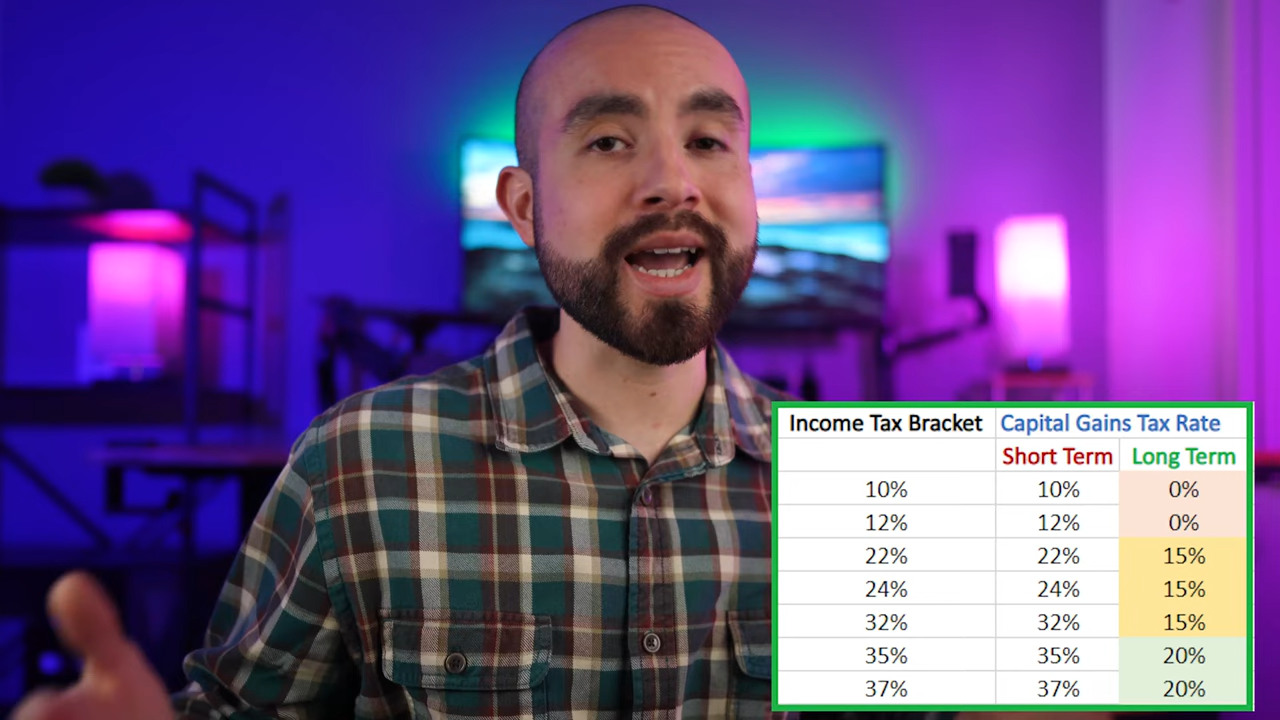 Income Tax Bracket Capital Gains Tax Rate
Short Term Long Term
10% 10% 0%
12% 12% 0%
22% 22% 15%
24% 24% 15%
32% 32% 15%
35% 35% 20%
37% 37% 20%